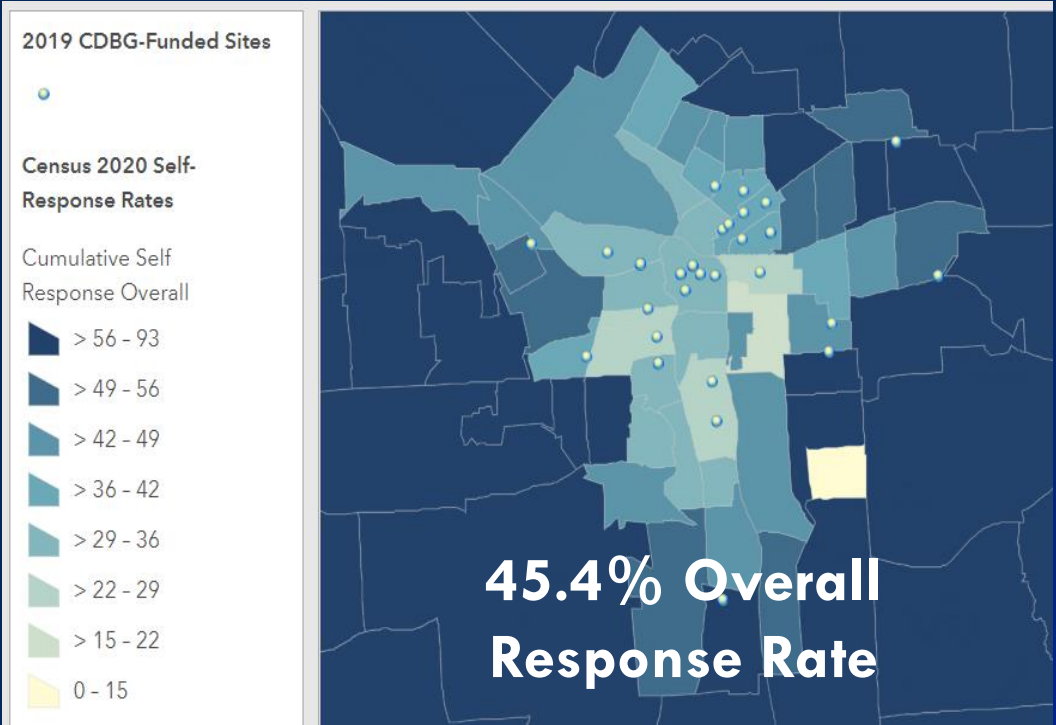 2019 CDBG-Funded Sites
Census 2020 Self-
Response Rates
Cumulative Self
Response Overall
> 56 - 93
> 49 - 56
> 42 - 49
> 36 - 42
> 29 - 36
> 22 - 29
> 15 - 22
0 - 15
45.4% Overall
Response Rate